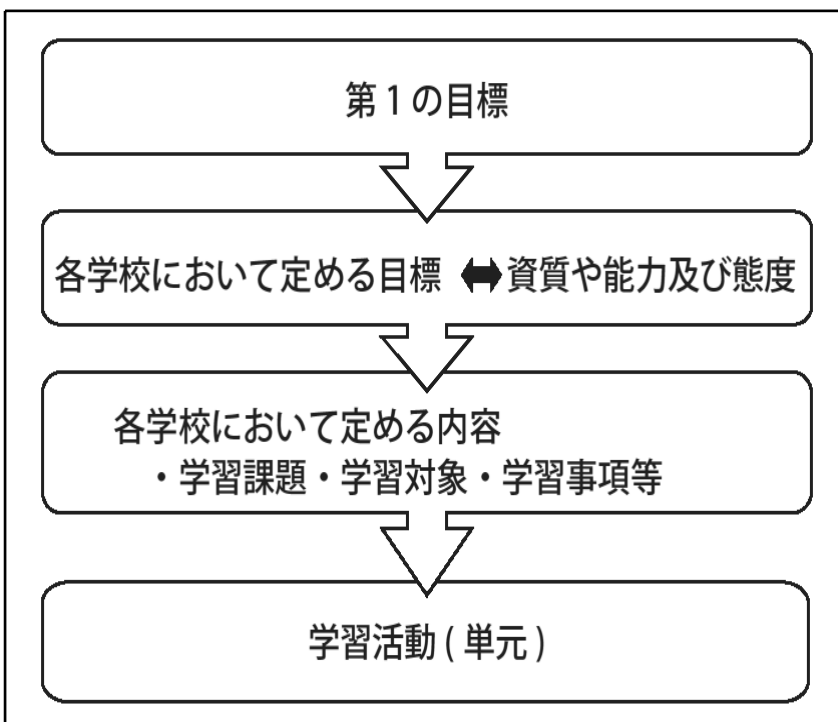 第1の目標
各学校において定める目標 ⬌ 資質や能力及び態度
各学校において定める内容
・学習課題・学習対象・学習事項等
学習活動(単元)